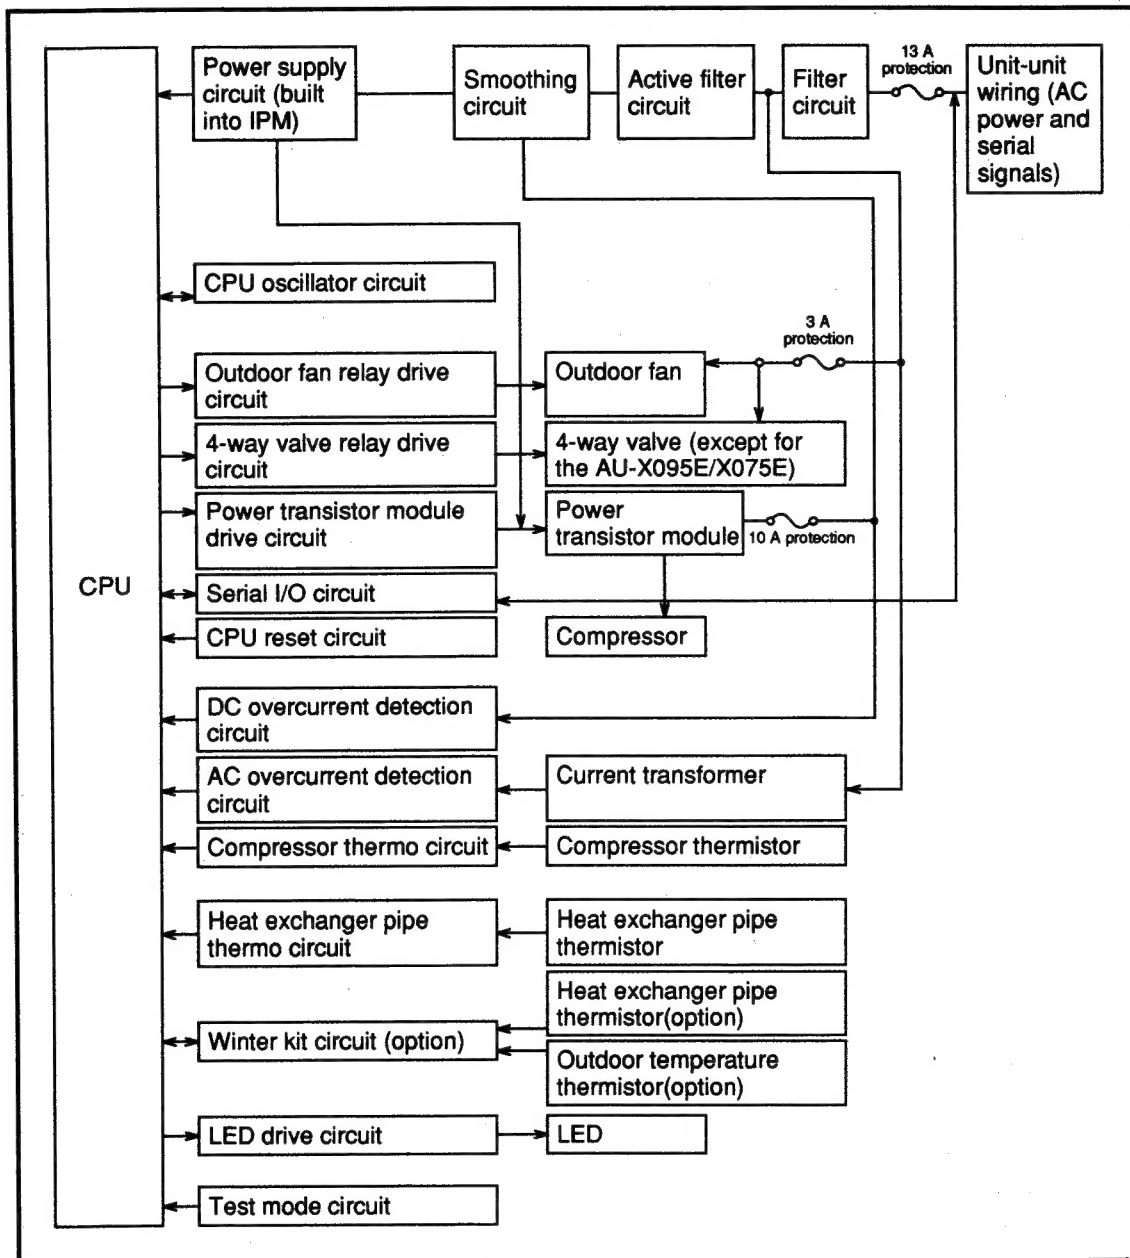 Power supply
circuit (built
into IPM)
Smoothing
circuit
Active filter
circuit
Filter
circuit
13 A
protection
Unit-unit
wiring (AC
power and
serial
signals)
CPU oscillator circuit
3 A
protection
Outdoor fan relay drive
circuit
Outdoor fan
4-way valve relay drive
circuit
4-way valve (except for
the AU-X095E/X075E)
Power transistor module
drive circuit
Power
transistor module
10 A protection
CPU
Serial I/O circuit
CPU reset circuit
Compressor
DC overcurrent detection
circuit
AC overcurrent detection
circuit
Current transformer
Compressor thermo circuit
Compressor thermistor
Heat exchanger pipe
thermo circuit
Heat exchanger pipe
thermistor
Heat exchanger pipe
thermistor(option)
Winter kit circuit (option)
Outdoor temperature
thermistor(option)
LED drive circuit
LED
Test mode circuit